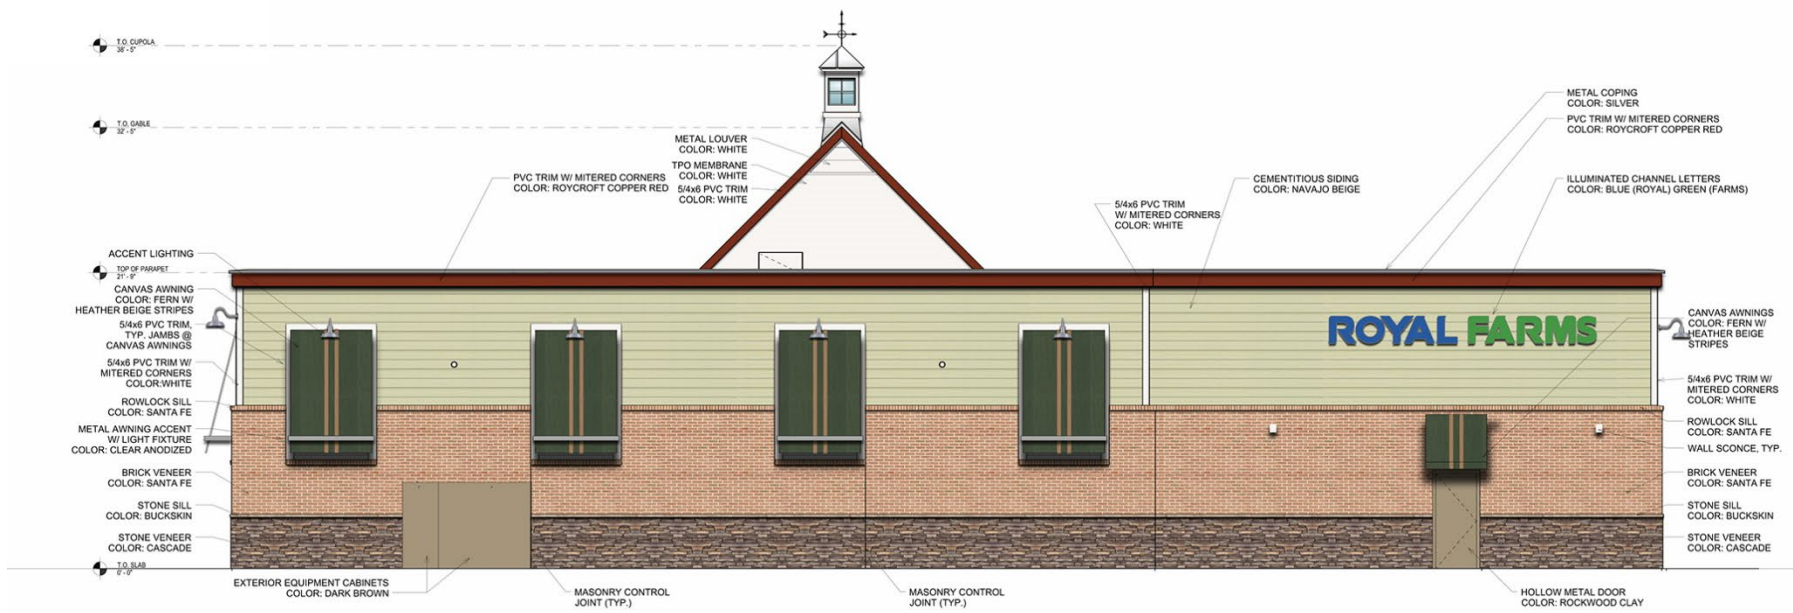 T.O. CUPOLA
38'- 5"
T.O. GABLE
32'- 5"
METAL LOUVER
COLOR: WHITE
TPO MEMBRANE
COLOR: WHITE
5/4x6 PVC TRIM
COLOR: WHITE
PVC TRIM W/ MITERED CORNERS
COLOR: ROYCROFT COPPER RED
METAL COPING
COLOR: SILVER
PVC TRIM W/ MITERED CORNERS
COLOR: ROYCROFT COPPER RED
CEMENTITIOUS SIDING
COLOR: NAVAJO BEIGE
ILLUMINATED CHANNEL LETTERS
COLOR: BLUE (ROYAL) GREEN (FARMS)
5/4x6 PVC TRIM
W/ MITERED CORNERS
COLOR: WHITE
ACCENT LIGHTING
TOP OF PARAPET
21'- 9"
CANVAS AWNING
COLOR: FERN W/
HEATHER BEIGE STRIPES
5/4x6 PVC TRIM,
TYP. JAMBS @
CANVAS AWNINGS
5/4x6 PVC TRIM W/
MITERED CORNERS
COLOR:WHITE
ROWLOCK SILL
COLOR: SANTA FE
METAL AWNING ACCENT
W/ LIGHT FIXTURE
COLOR: CLEAR ANODIZED
BRICK VENEER
COLOR: SANTA FE
STONE SILL
COLOR: BUCKSKIN
STONE VENEER
COLOR: CASCADE
T.O. SLAB
0'- 0"
ROYAL FARMS
CANVAS AWNINGS
COLOR: FERN W/
HEATHER BEIGE
STRIPES
5/4x6 PVC TRIM W/
MITERED CORNERS
COLOR: WHITE
ROWLOCK SILL
COLOR: SANTA FE
WALL SCONCE, TYP.
BRICK VENEER
COLOR: SANTA FE
STONE SILL
COLOR: BUCKSKIN
STONE VENEER
COLOR: CASCADE
EXTERIOR EQUIPMENT CABINETS
COLOR: DARK BROWN
MASONRY CONTROL
JOINT (TYP.)
MASONRY CONTROL
JOINT (TYP.)
HOLLOW METAL DOOR
COLOR: ROCKWOOD CLAY